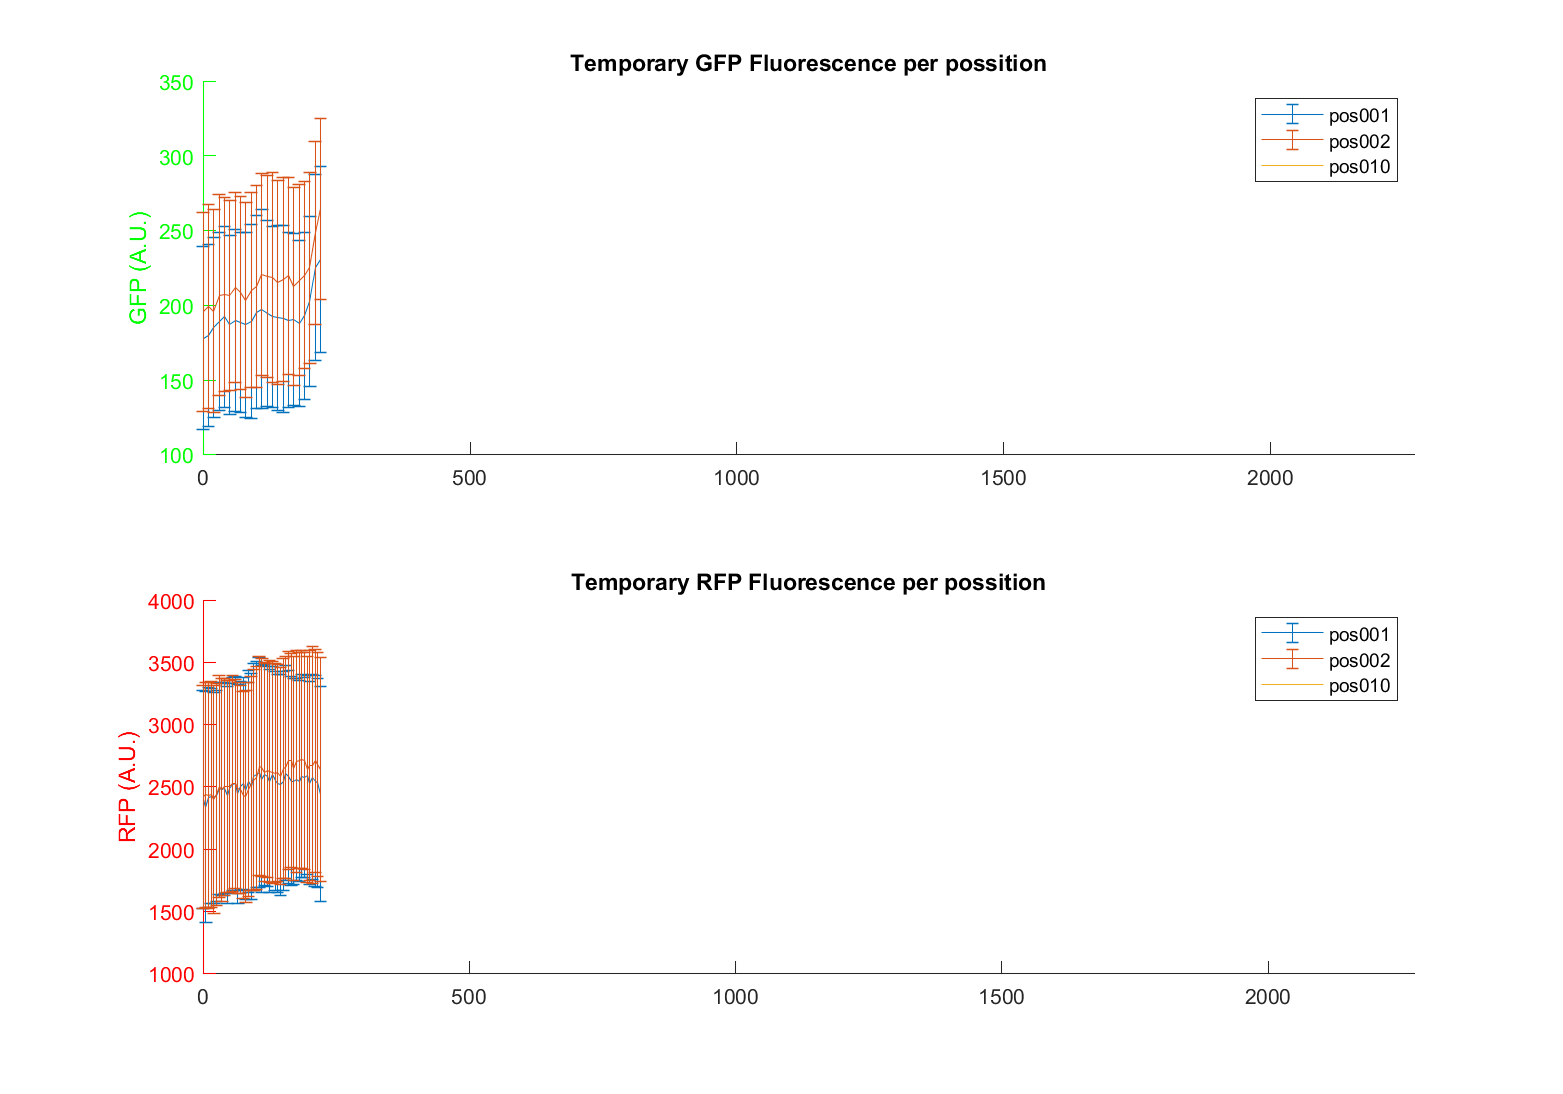 Temporary GFP Fluorescence per possition
350
300
250
200
150
100
GFP (A.U.)
0 500 1000 1500 2000
pos001
pos002
pos010
Temporary RFP Fluorescence per possition
4000
3500
3000
2500
2000
1500
1000
RFP (A.U.)
0 500 1000 1500 2000
pos001
pos002
pos010